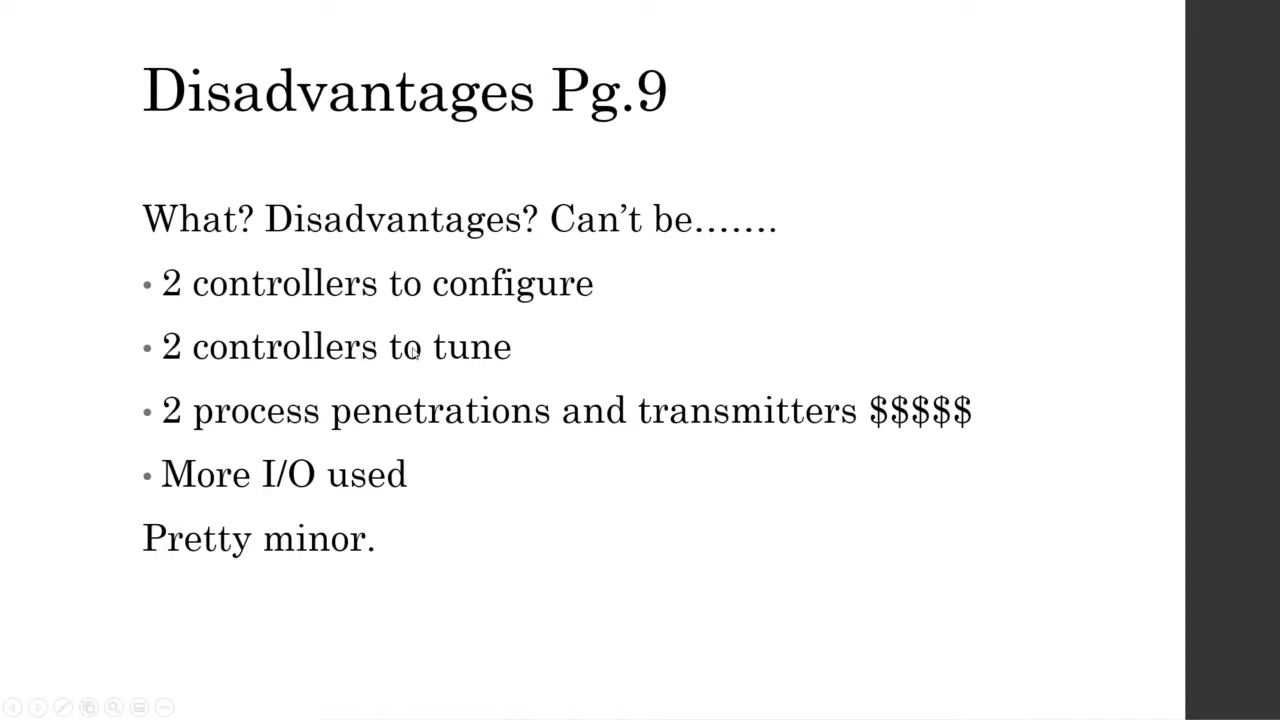 Disadvantages Pg.9
What? Disadvantages? Can’t be…….
• 2 controllers to configure
• 2 controllers to tune
• 2 process penetrations and transmitters $$$$$
• More I/O used
Pretty minor.